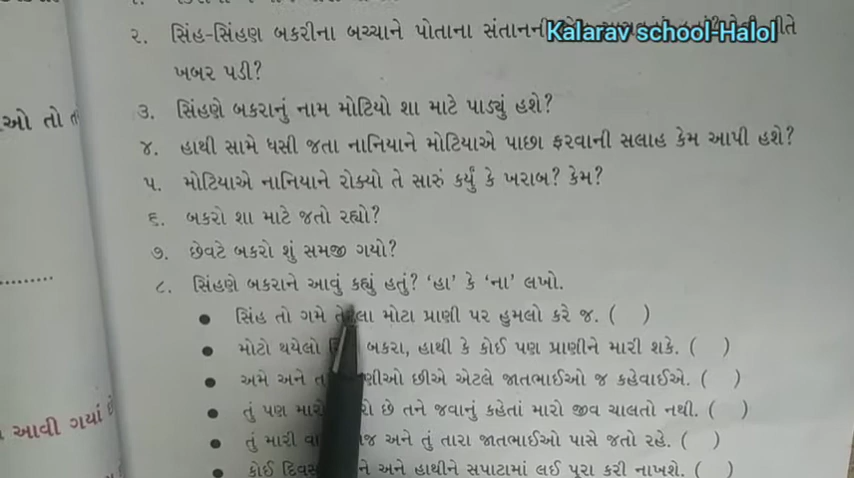 ૨. સિંહ-સિંહણ બકરીના બચ્ચાને પોતાના સંતાનની
Kalarav school-Halol
ખબર પડી?
૩. સિંહણે બકરાનું નામ મોટિયો શા માટે પાડ્યું હશે?
ઓ તો
૪. હાથી સામે ધસી જતા નાનિયાને મોટિયાએ પાછા ફરવાની સલાહ કેમ આપી હશે?
૫. મોટિયાએ નાનિયાને રોક્યો તે સારું કર્યું કે ખરાબ? કેમ?
૬. બકરો શા માટે જતો રહ્યો?
૭. છેવટે બકરો શું સમજી ગયો?
૮. સિંહણે બકરાને આવું કહ્યું હતું? ‘હા’ કે ‘ના’ લખો.
● સિંહ તો ગમે મોટા પ્રાણી પર હુમલો કરે જ. ( )
● મોટો થયેલો બકરા, હાથી કે કોઈ પણ પ્રાણીને મારી શકે. ( )
● અમે અને છીએ એટલે જાતભાઈઓ જ કહેવાઈએ. ( )
● તું પણ છે તને જવાનું કહેતાં મારો જીવ ચાલતો નથી. ( )
આવી ગયાં
● તું મારી અને તું તારા જાતભાઈઓ પાસે જતો રહે. ( )
● કોઈ અને હાથીને સપાટામાં લઈ પૂરા કરી નાખશે. ( )